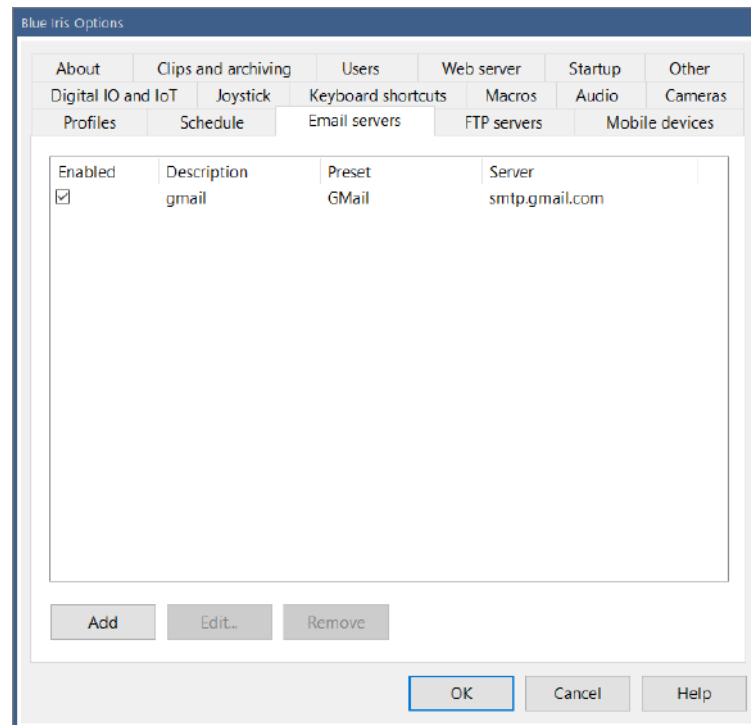 Blue Iris Options
About Clips and archiving Users Web server Startup Other
Digital IO and IoT Joystick Keyboard shortcuts Macros Audio Cameras
Profiles Schedule Email servers FTP servers Mobile devices
Enabled Description Preset Server
gmail GMail smtp.gmail.com
Add Edit... Remove
OK Cancel Help